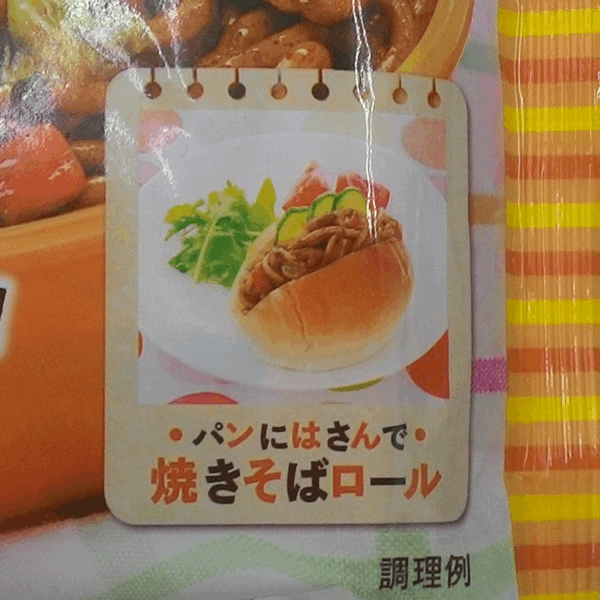 ・パンにはさんで・
焼きそばロール
調理例